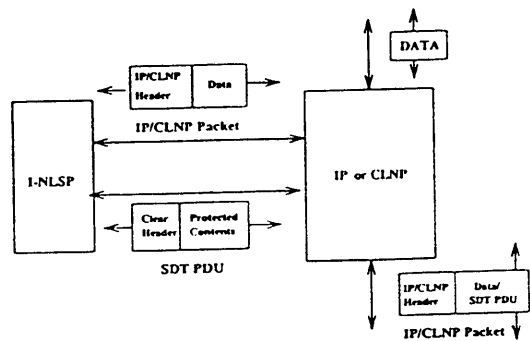 DATA
IP/CLNP
Header
Data
IP/CLNP Packet
I-NLSP
IP or CLNP
Clear
Header
Protected
Contents
SDT PDU
IP/CLNP
Header
Data/
SDT PDU
IP/CLNP Packet